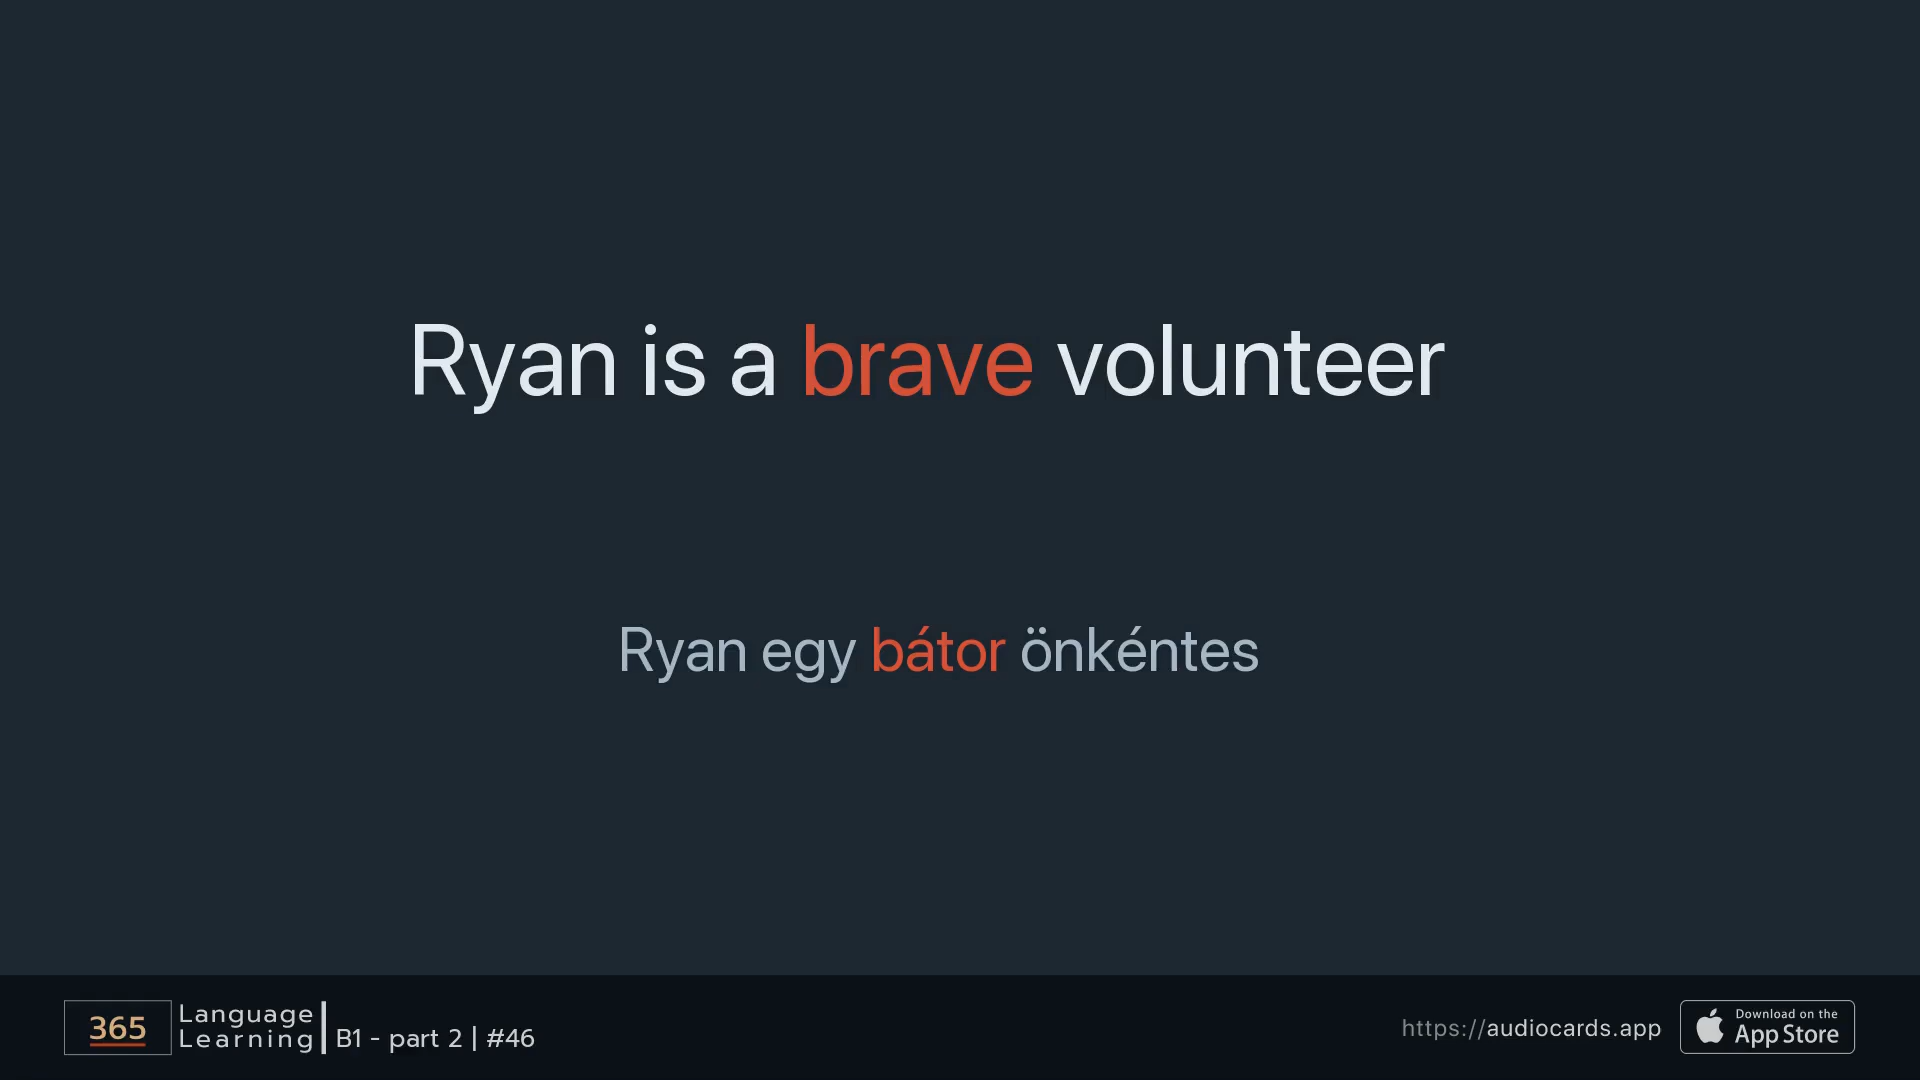 Ryan is a brave volunteer
Ryan egy bátor önkéntes
365
Language
Learning
B1 - part 2 | #46
https://audiocards.app
Download on the
App Store